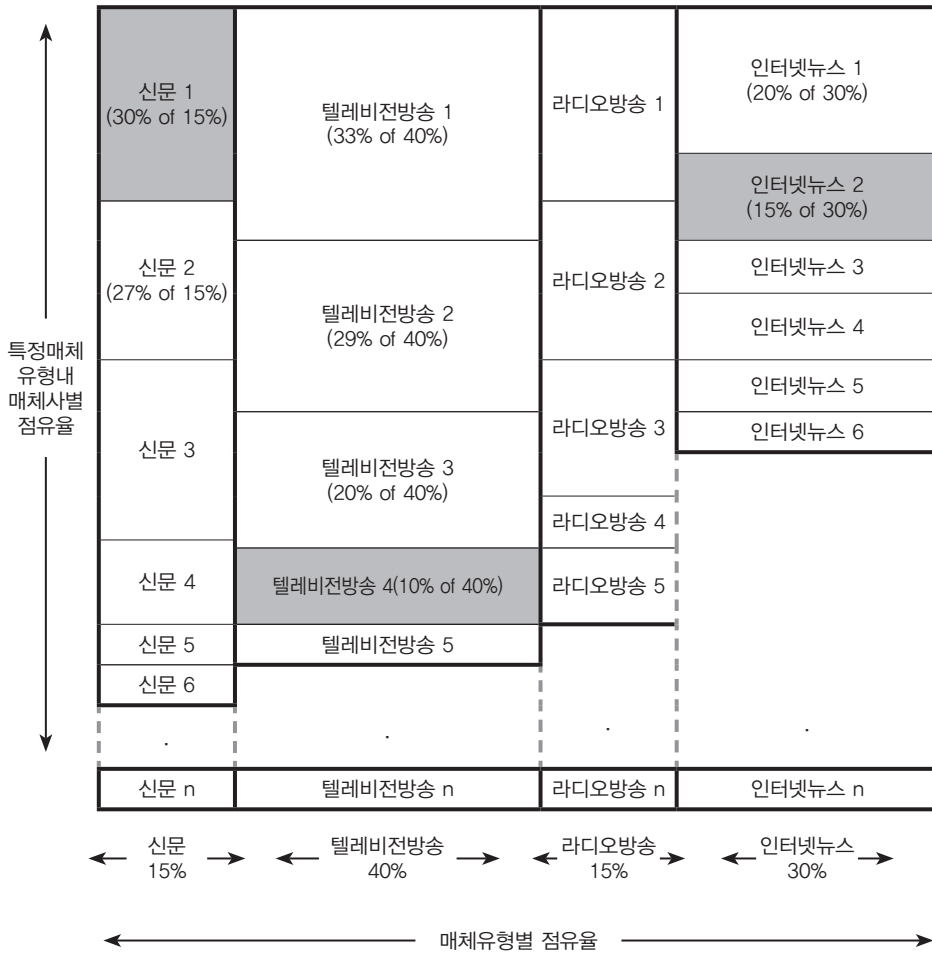 특정매체
유형내
매체사별
점유율
신문 1
(30% of 15%)
신문 2
(27% of 15%)
신문 3
신문 4
신문 5
신문 6
.
신문 n
텔레비전방송 1
(33% of 40%)
텔레비전방송 2
(29% of 40%)
텔레비전방송 3
(20% of 40%)
텔레비전방송 4(10% of 40%)
텔레비전방송 5
.
텔레비전방송 n
라디오방송 1
라디오방송 2
라디오방송 3
라디오방송 4
라디오방송 5
.
라디오방송 n
인터넷뉴스 1
(20% of 30%)
인터넷뉴스 2
(15% of 30%)
인터넷뉴스 3
인터넷뉴스 4
인터넷뉴스 5
인터넷뉴스 6
.
인터넷뉴스 n
신문
15%
텔레비전방송
40%
라디오방송
15%
인터넷뉴스
30%
매체유형별 점유율